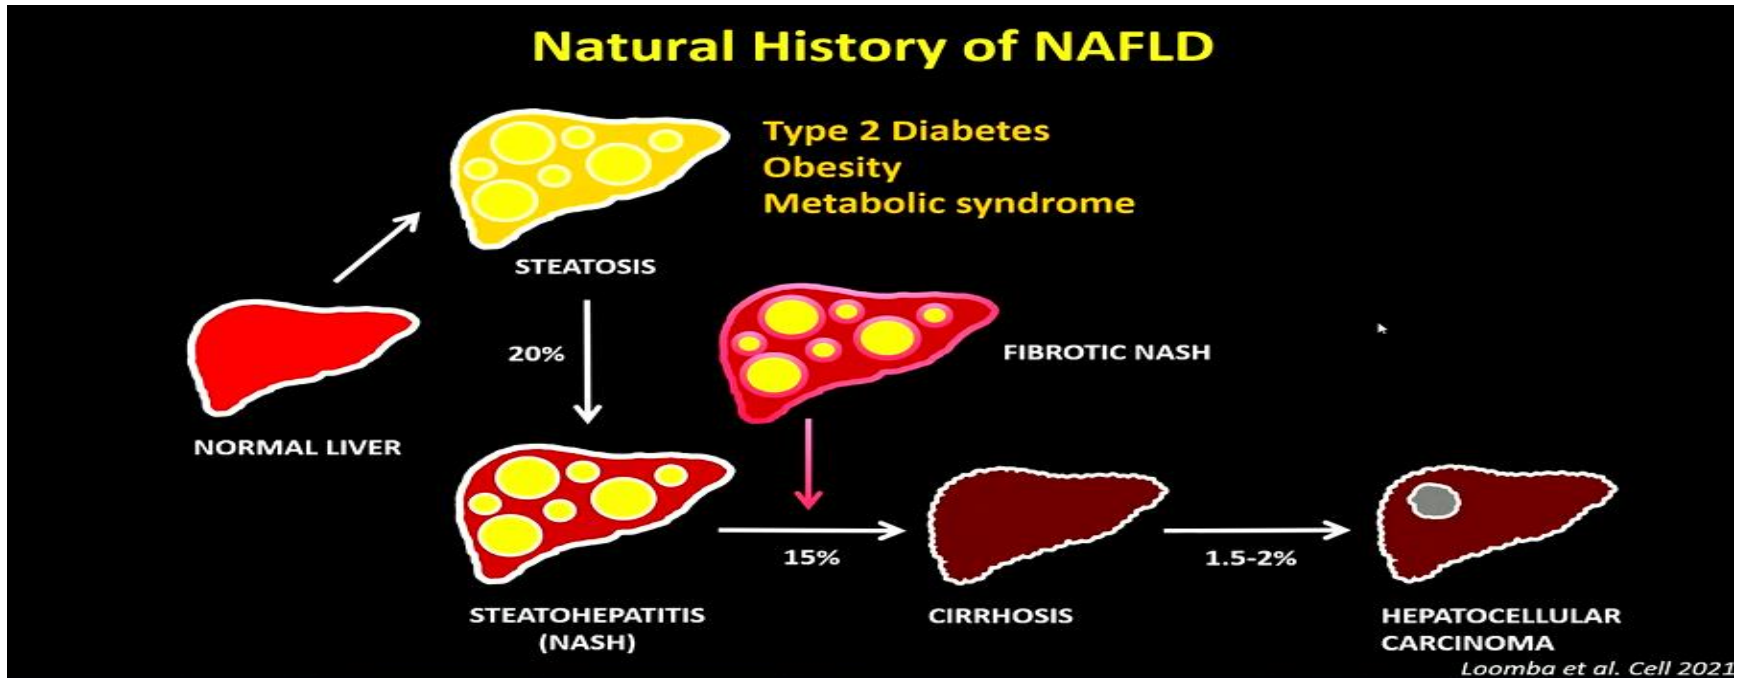 Natural History of NAFLD
Type 2 Diabetes
Obesity
Metabolic syndrome
STEATOSIS
20%
FIBROTIC NASH
NORMAL LIVER
15%
1.5-2%
STEATOHEPATITIS
(NASH)
CIRRHOSIS
HEPATOCELLULAR
CARCINOMA
Loomba et al. Cell 2021